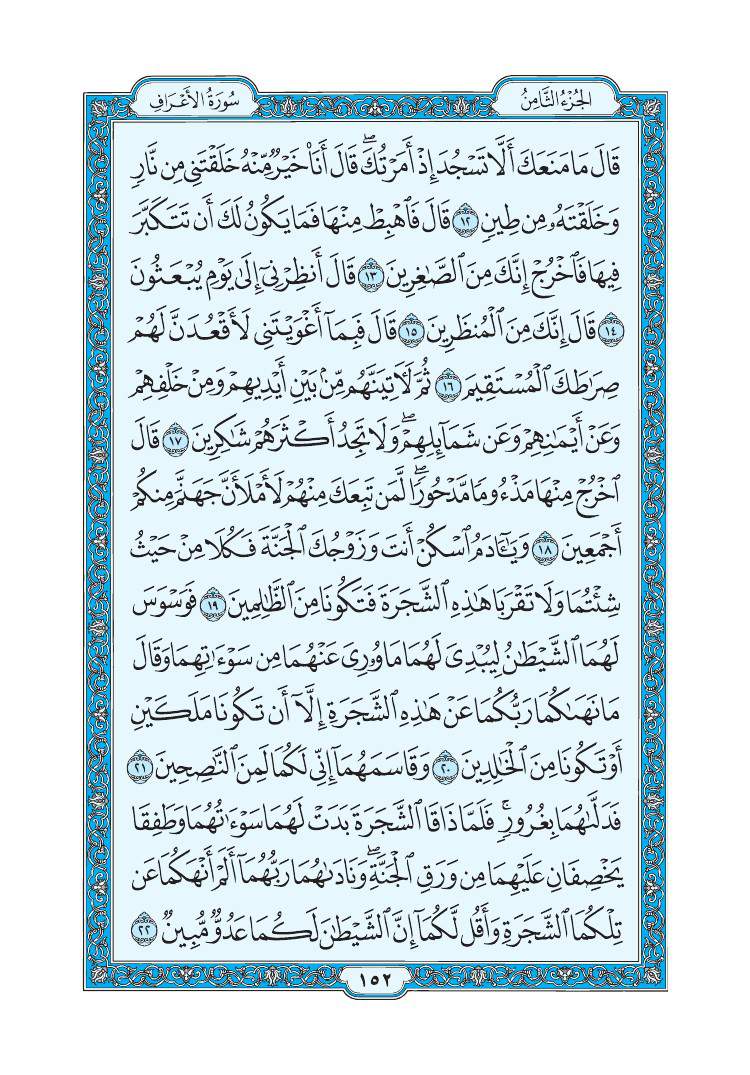 الجُزْءُ الثَّامِنُ
سُورَةُ الأَعْرَافِ
قَالَ مَا مَنَعَكَ أَلَّا تَسْجُدَ إِذْ أَمَرْتُكَۖ قَالَ أَنَا۠ خَيْرٌ مِّنْهُ خَلَقْتَنِى مِن نَّارٍ
وَخَلَقْتَهُۥ مِن طِينٍ ١٢ قَالَ فَٱهْبِطْ مِنْهَا فَمَا يَكُونُ لَكَ أَن تَتَكَبَّرَ
فِيهَا فَٱخْرُجْ إِنَّكَ مِنَ ٱلصَّٰغِرِينَ ١٣ قَالَ أَنظِرْنِىٓ إِلَىٰ يَوْمِ يُبْعَثُونَ
١٤ قَالَ إِنَّكَ مِنَ ٱلْمُنظَرِينَ ١٥ قَالَ فَبِمَآ أَغْوَيْتَنِى لَأَقْعُدَنَّ لَهُمْ
صِرَٰطَكَ ٱلْمُسْتَقِيمَ ١٦ ثُمَّ لَـَٔاتِيَنَّهُم مِّنۢ بَيْنِ أَيْدِيهِمْ وَمِنْ خَلْفِهِمْ
وَعَنْ أَيْمَٰنِهِمْ وَعَن شَمَآئِلِهِمْۖ وَلَا تَجِدُ أَكْثَرَهُمْ شَٰكِرِينَ ١٧ قَالَ
ٱخْرُجْ مِنْهَا مَذْءُومًا مَّدْحُورًاۖ لَّمَن تَبِعَكَ مِنْهُمْ لَأَمْلَأَنَّ جَهَنَّمَ مِنكُمْ
أَجْمَعِينَ ١٨ وَيَٰٓـَٔادَمُ ٱسْكُنْ أَنتَ وَزَوْجُكَ ٱلْجَنَّةَ فَكُلَا مِنْ حَيْثُ
شِئْتُمَا وَلَا تَقْرَبَا هَٰذِهِ ٱلشَّجَرَةَ فَتَكُونَا مِنَ ٱلظَّٰلِمِينَ ١٩ فَوَسْوَسَ
لَهُمَا ٱلشَّيْطَٰنُ لِيُبْدِىَ لَهُمَا مَا وُۥرِىَ عَنْهُمَا مِن سَوْءَٰتِهِمَا وَقَالَ
مَا نَهَىٰكُمَا رَبُّكُمَا عَنْ هَٰذِهِ ٱلشَّجَرَةِ إِلَّآ أَن تَكُونَا مَلَكَيْنِ
أَوْ تَكُونَا مِنَ ٱلْخَٰلِدِينَ ٢٠ وَقَاسَمَهُمَآ إِنِّى لَكُمَا لَمِنَ ٱلنَّٰصِحِينَ ٢١
فَدَلَّىٰهُمَا بِغُرُورٍۚ فَلَمَّا ذَاقَا ٱلشَّجَرَةَ بَدَتْ لَهُمَا سَوْءَٰتُهُمَا وَطَفِقَا
يَخْصِفَانِ عَلَيْهِمَا مِن وَرَقِ ٱلْجَنَّةِۖ وَنَادَىٰهُمَا رَبُّهُمَآ أَلَمْ أَنْهَكُمَا عَن
تِلْكُمَا ٱلشَّجَرَةِ وَأَقُل لَّكُمَآ إِنَّ ٱلشَّيْطَٰنَ لَكُمَا عَدُوٌّ مُّبِينٌ ٢٢
١٥٢